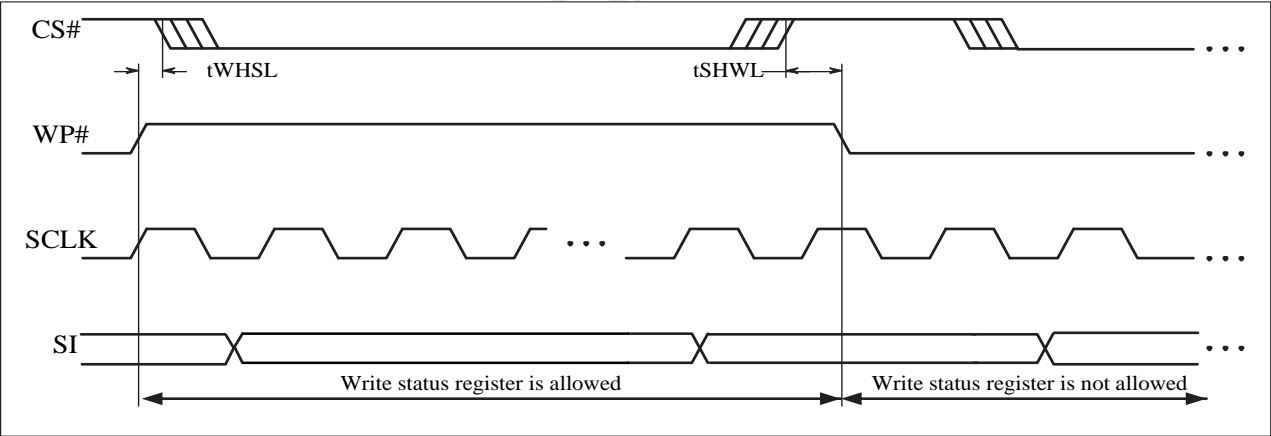 CS#
tWHSL
tSHWL
WP#
SCLK
SI
Write status register is allowed
Write status register is not allowed